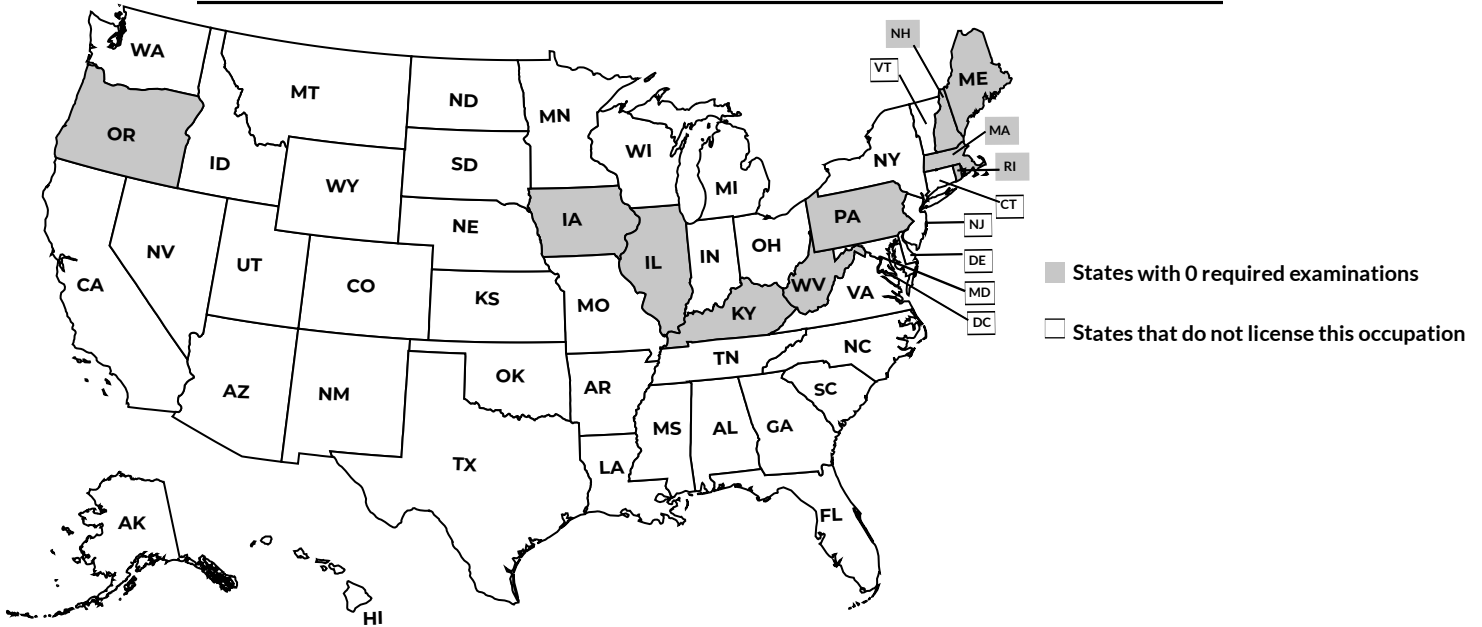 NH
WA
VT
ME
MT
ND
MN
OR
MA
WI
NY
ID
SD
RI
WY
MI
CT
IA
PA
NE
NJ
OH
NV
IN
UT
IL
DE
States with 0 required examinations
CA
CO
WV
VA
MD
KS
MO
KY
DC
States that do not license this occupation
NC
TN
OK
AR
SC
AZ
NM
MS
AL
GA
TX
LA
FL
AK
HI